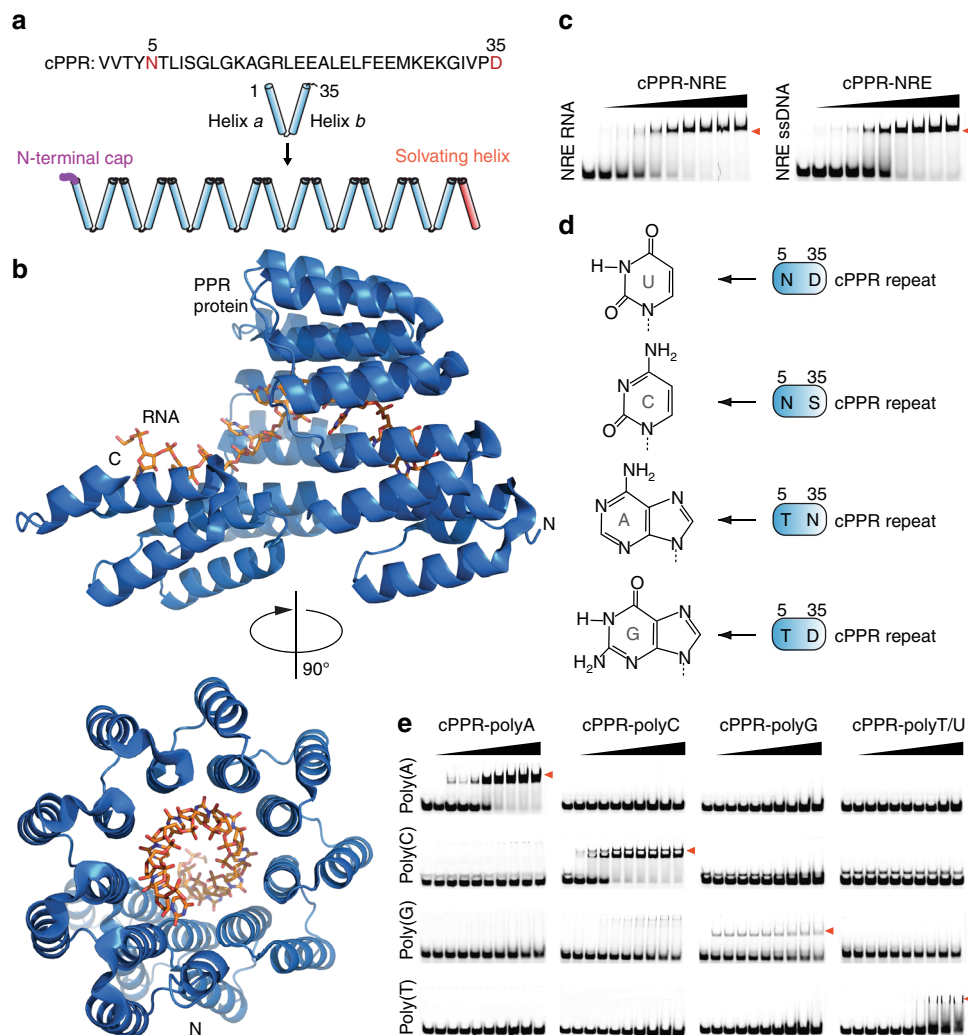 a
5 35
cPPR: VVTYNTLISGLGKAGRLEEALELFEEMKEKGIVPD
1 35
Helix a Helix b
N-terminal cap Solvating helix
b
PPR
protein
RNA
C
N
90°
N
c
cPPR-NRE cPPR-NRE
NRE RNA
NRE ssDNA
d
O
H N
U
O N
5 35
N D cPPR repeat
NH2
N
C
O N
5 35
N S cPPR repeat
NH2
N N
A
N N
5 35
T N cPPR repeat
O
H N N
G
H2N N N
5 35
T D cPPR repeat
e
cPPR-polyA cPPR-polyC cPPR-polyG cPPR-polyT/U
Poly(A)
Poly(C)
Poly(G)
Poly(T)